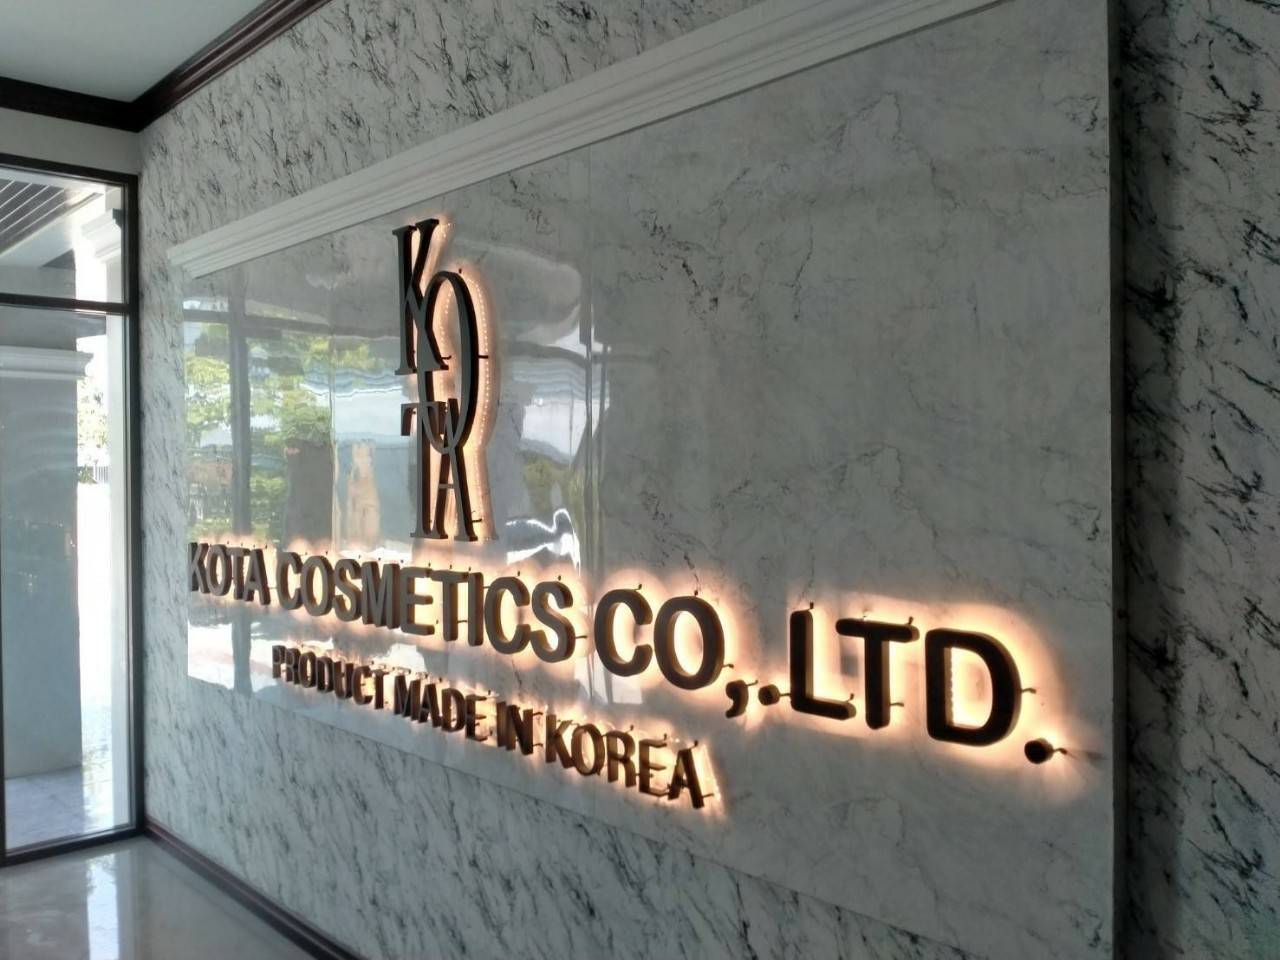 KOTA
KOTA COSMETICS CO,.LTD.
PRODUCT MADE IN KOREA